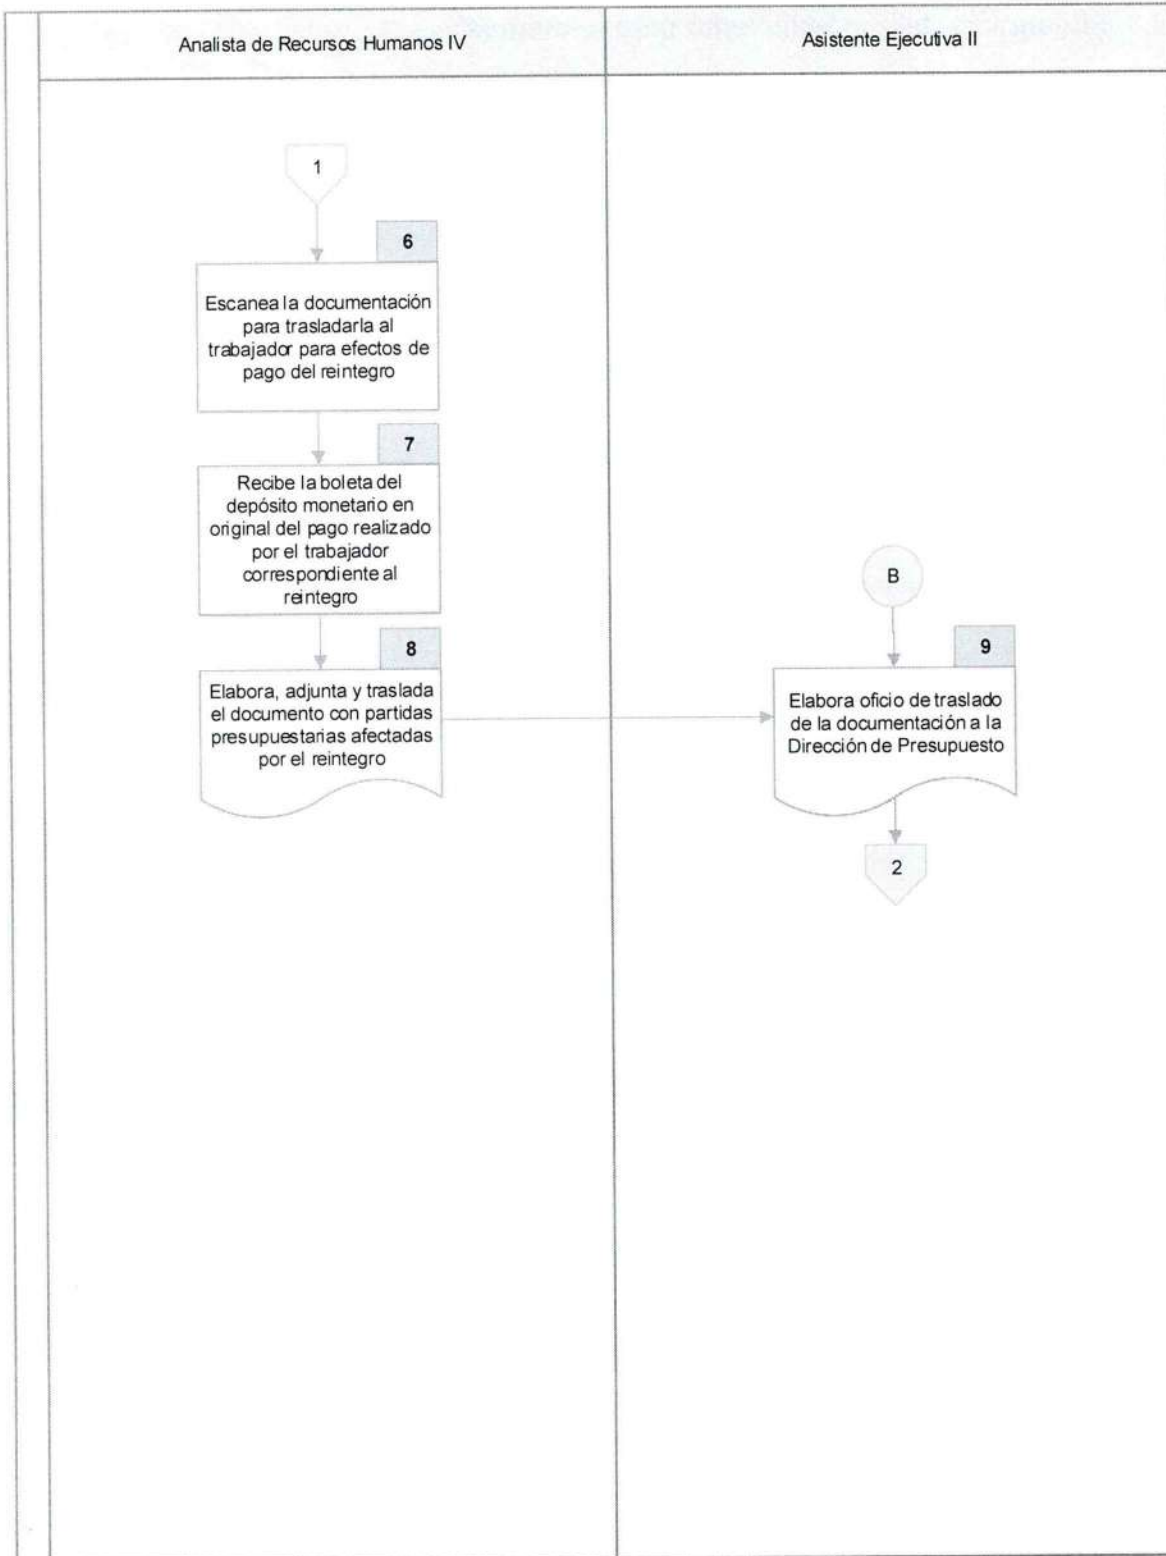 Analista de Recursos Humanos IV
Asistente Ejecutiva II
1
6
Escanea la documentación
para trasladarla al
trabajador para efectos de
pago del reintegro
7
Recibe la boleta del
depósito monetario en
original del pago realizado
por el trabajador
correspondiente al
reintegro
8
Elabora, adjunta y traslada
el documento con partidas
presupuestarias afectadas
por el reintegro
B
9
Elabora oficio de traslado
de la documentación a la
Dirección de Presupuesto
2